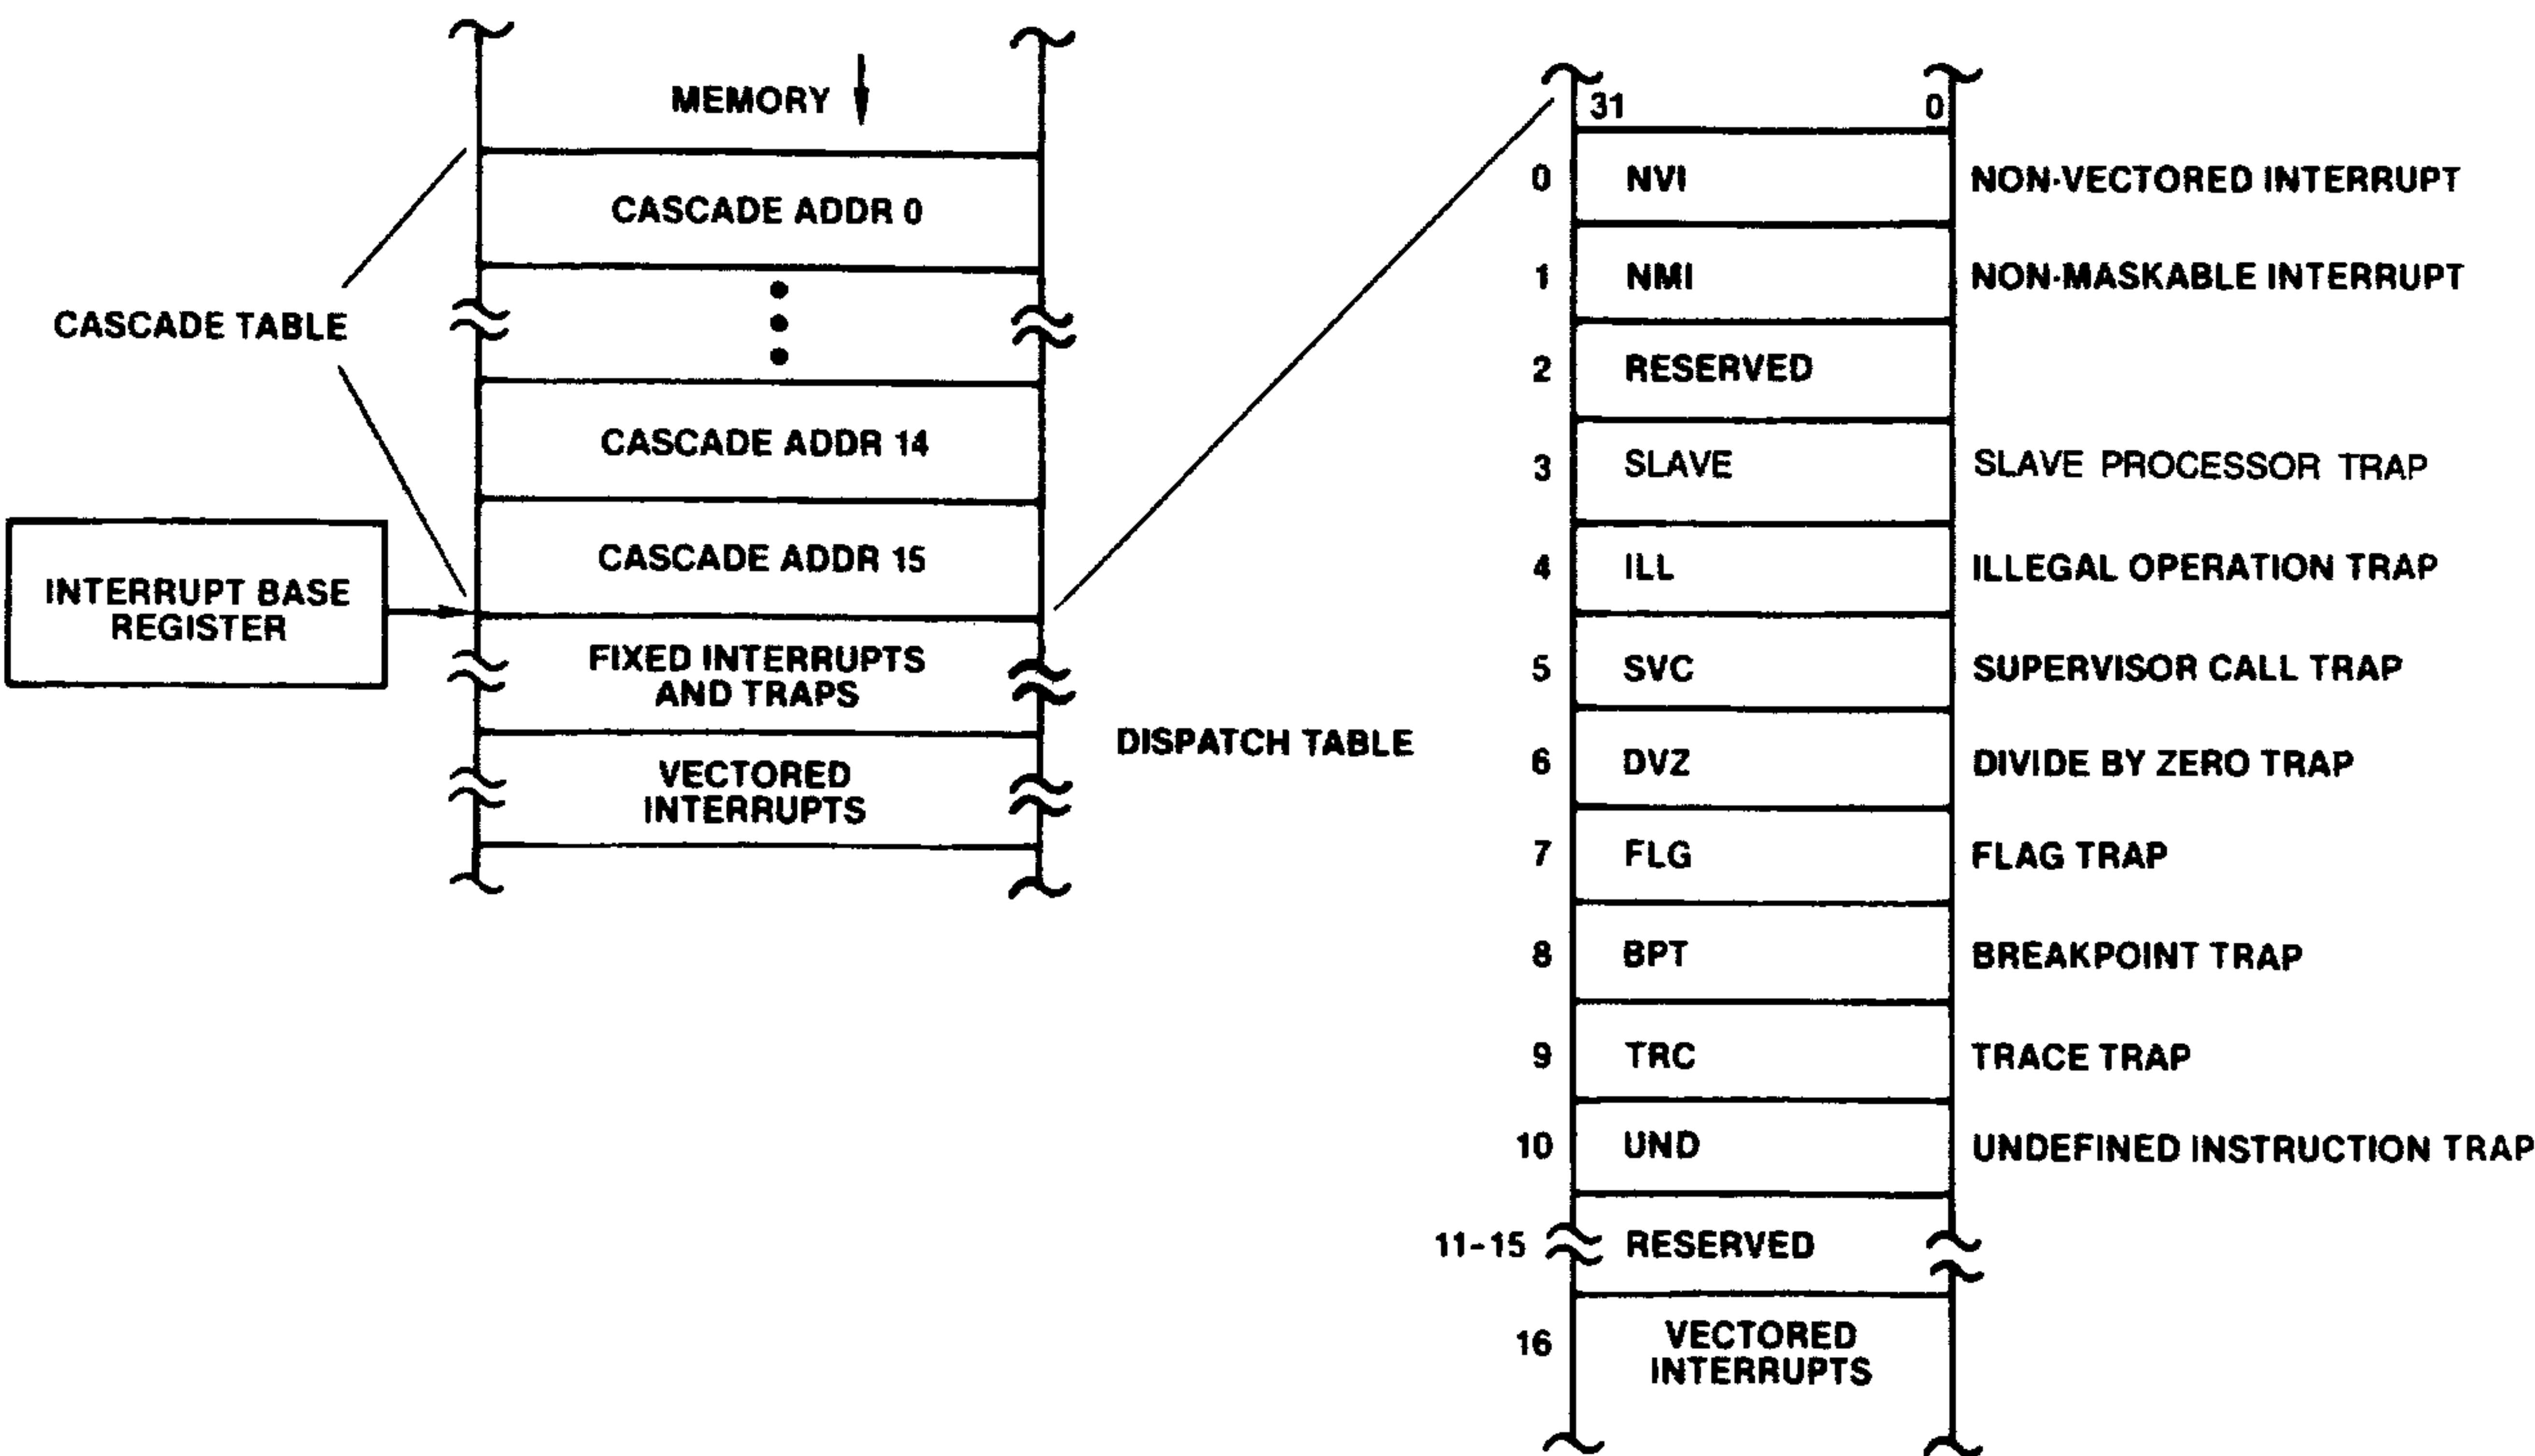 MEMORY
CASCADE ADDR 0
CASCADE TABLE
CASCADE ADDR 14
CASCADE ADDR 15
INTERRUPT BASE
REGISTER
FIXED INTERRUPTS
AND TRAPS
VECTORED
INTERRUPTS
DISPATCH TABLE
31 0
0 NVI NON-VECTORED INTERRUPT
1 NMI NON-MASKABLE INTERRUPT
2 RESERVED
3 SLAVE SLAVE PROCESSOR TRAP
4 ILL ILLEGAL OPERATION TRAP
5 SVC SUPERVISOR CALL TRAP
6 DVZ DIVIDE BY ZERO TRAP
7 FLG FLAG TRAP
8 BPT BREAKPOINT TRAP
9 TRC TRACE TRAP
10 UND UNDEFINED INSTRUCTION TRAP
11-15 RESERVED
16 VECTORED
INTERRUPTS